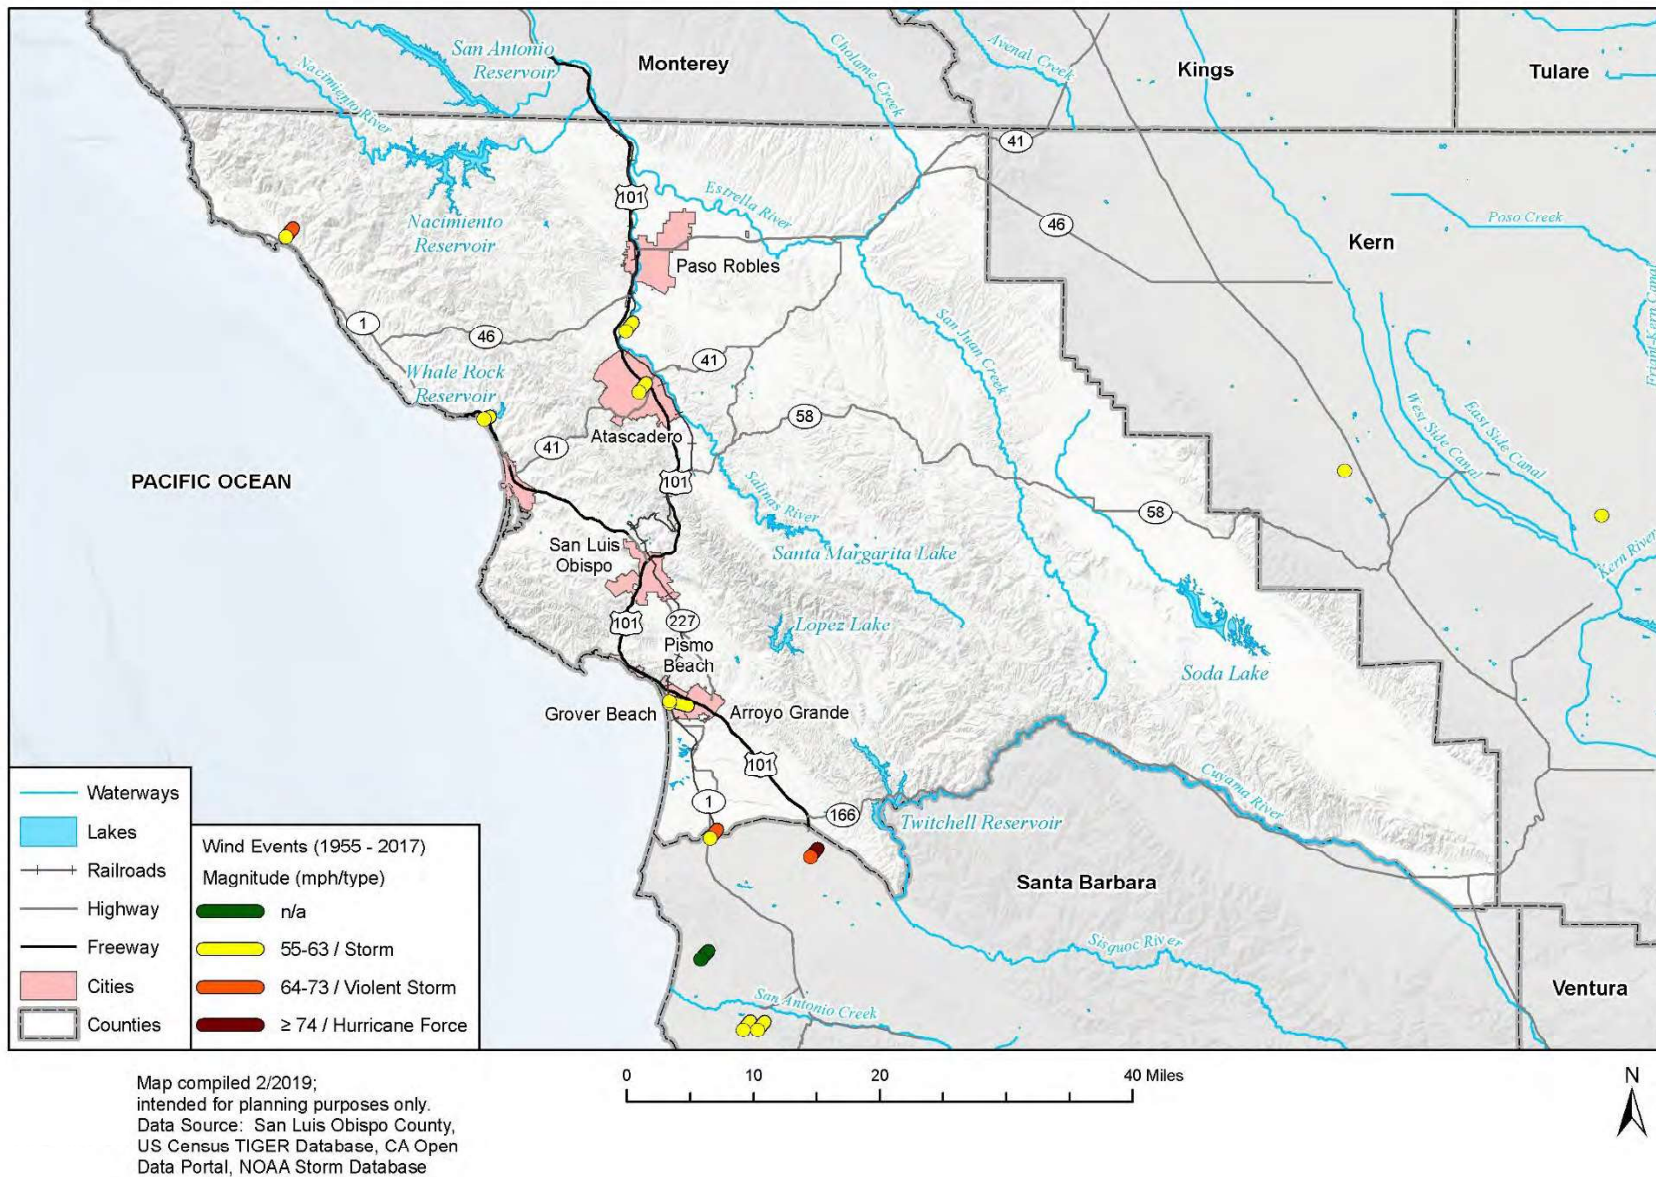 San Antonio
Reservoir
Monterey
Cholame Creek
Avenal Creek
Kings
Tulare
Nacimiento River
41
101
Estrella River
46
Poso Creek
Nacimiento
Reservoir
Kern
Paso Robles
Friant-Kern Canal
1
46
San Juan Creek
41
Whale Rock
Reservoir
58
West Side Canal
East Side Canal
Atascadero
41
PACIFIC OCEAN
101
Salinas River
58
San Luis
Obispo
Santa Margarita Lake
Kern River
101
227
Lopez Lake
Pismo
Beach
Soda Lake
Grover Beach
Arroyo Grande
101
Cuyama River
1
166
Twitchell Reservoir
Santa Barbara
Sisquoc River
San Antonio Creek
Ventura
Waterways
Lakes
Railroads
Highway
Freeway
Cities
Counties
Wind Events (1955 - 2017)
Magnitude (mph/type)
n/a
55-63 / Storm
64-73 / Violent Storm
≥ 74 / Hurricane Force
Map compiled 2/2019;
intended for planning purposes only.
Data Source: San Luis Obispo County,
US Census TIGER Database, CA Open
Data Portal, NOAA Storm Database
0 10 20 40 Miles
N